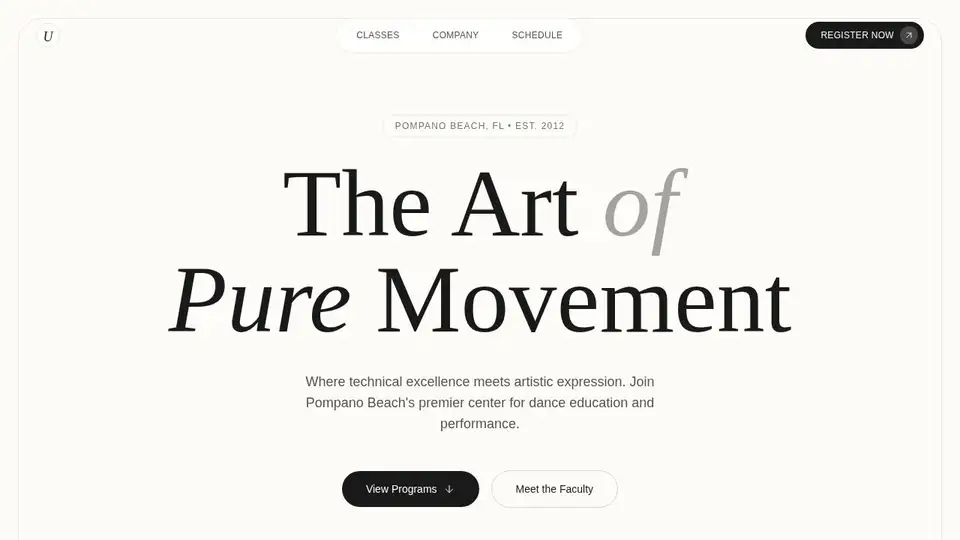 U
CLASSES
COMPANY
SCHEDULE
REGISTER NOW
POMPANO BEACH, FL • EST. 2012
The Art of
Pure Movement
Where technical excellence meets artistic expression. Join
Pompano Beach's premier center for dance education and
performance.
View Programs
Meet the Faculty